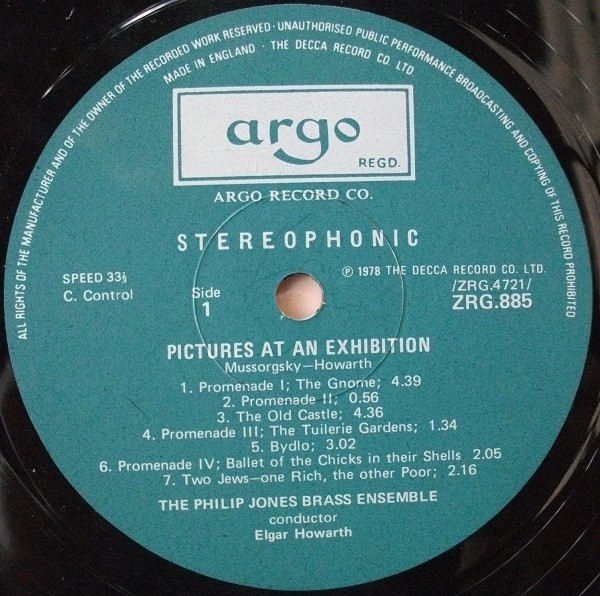 ALL RIGHTS OF THE MANUFACTURER AND OF THE OWNER OF THE RECORDED WORK RESERVED · UNAUTHORISED PUBLIC PERFORMANCE BROADCASTING AND COPYING OF THIS RECORD PROHIBITED
MADE IN ENGLAND · THE DECCA RECORD CO. LTD.
argo
REGD.
ARGO RECORD CO.
STEREOPHONIC
SPEED 33⅓
C. Control
Side
1
℗ 1978 THE DECCA RECORD CO. LTD.
/ZRG.4721/
ZRG.885
PICTURES AT AN EXHIBITION
Mussorgsky—Howarth
1. Promenade I; The Gnome; 4.39
2. Promenade II; 0.56
3. The Old Castle; 4.36
4. Promenade III; The Tuilerie Gardens; 1.34
5. Bydlo; 3.02
6. Promenade IV; Ballet of the Chicks in their Shells 2.05
7. Two Jews—one Rich, the other Poor; 2.16
THE PHILIP JONES BRASS ENSEMBLE
conductor
Elgar Howarth